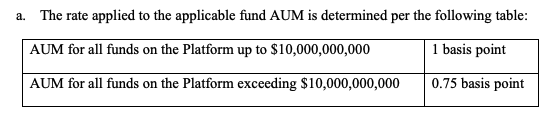 a. The rate applied to the applicable fund AUM is determined per the following table:
AUM for all funds on the Platform up to $10,000,000,000 1 basis point
AUM for all funds on the Platform exceeding $10,000,000,000 0.75 basis point